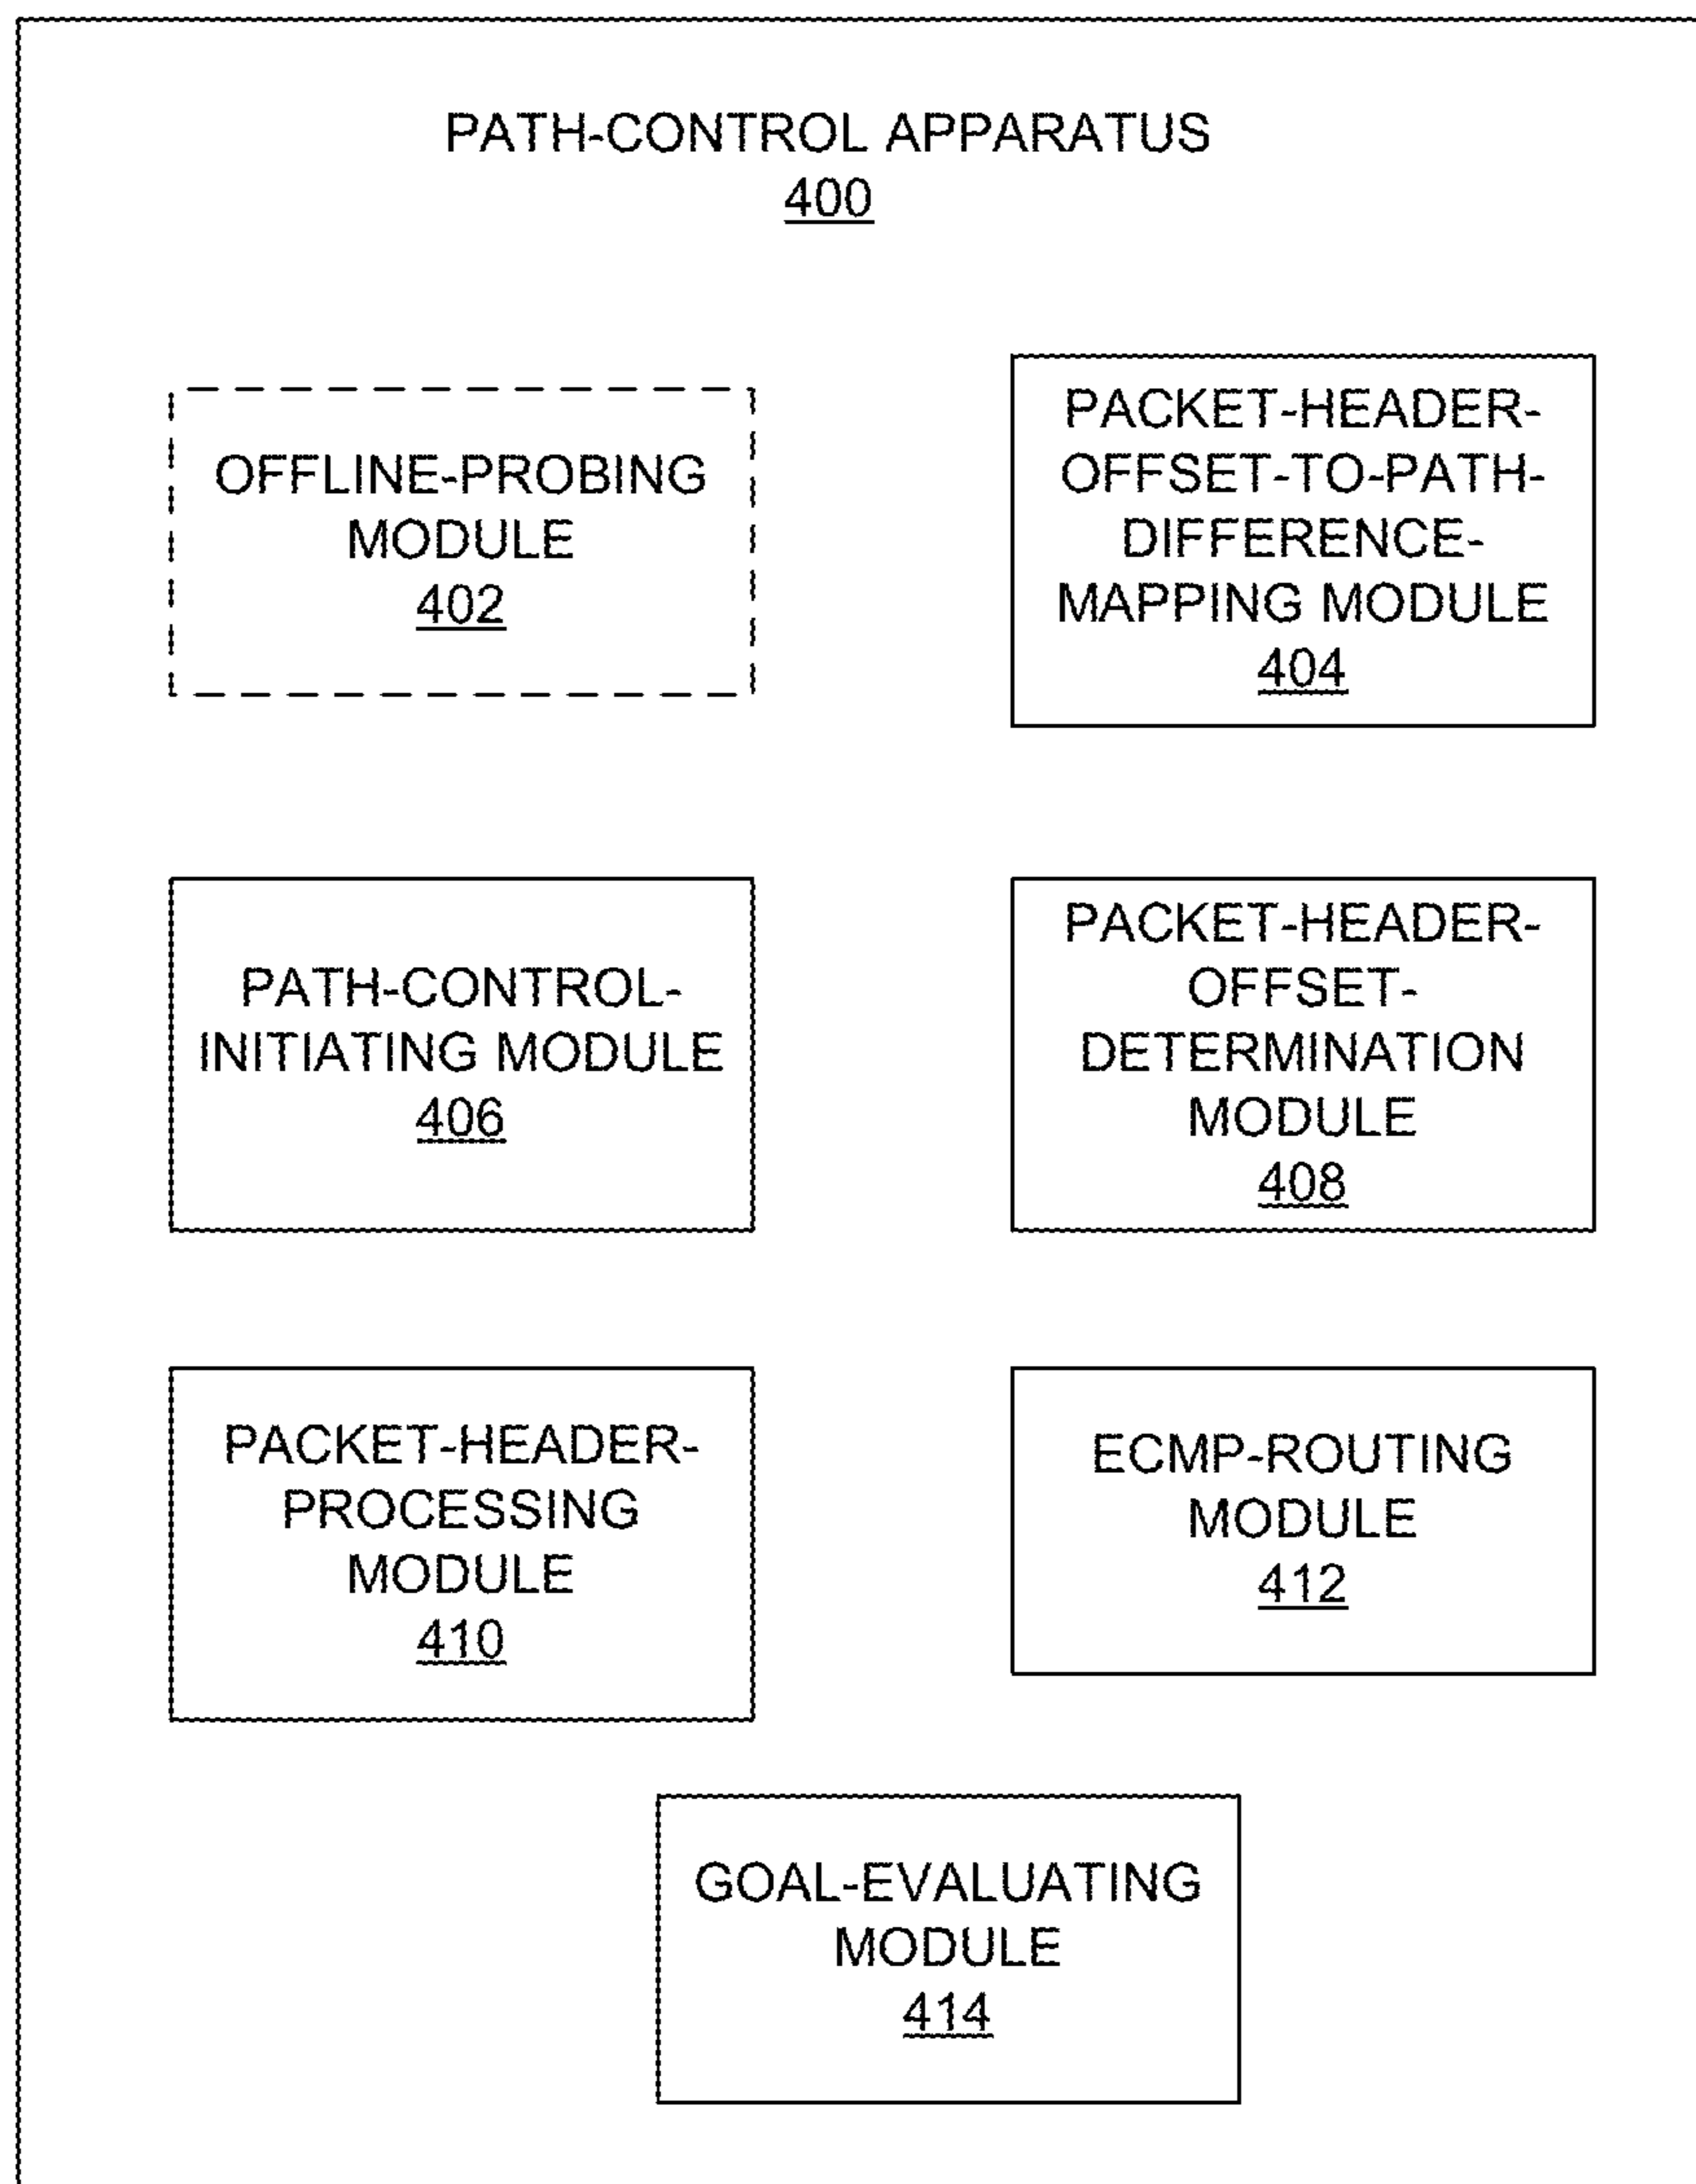 PATH-CONTROL APPARATUS
400
OFFLINE-PROBING
MODULE
402
PACKET-HEADER-
OFFSET-TO-PATH-
DIFFERENCE-
MAPPING MODULE
404
PATH-CONTROL-
INITIATING MODULE
406
PACKET-HEADER-
OFFSET-
DETERMINATION
MODULE
408
PACKET-HEADER-
PROCESSING
MODULE
410
ECMP-ROUTING
MODULE
412
GOAL-EVALUATING
MODULE
414